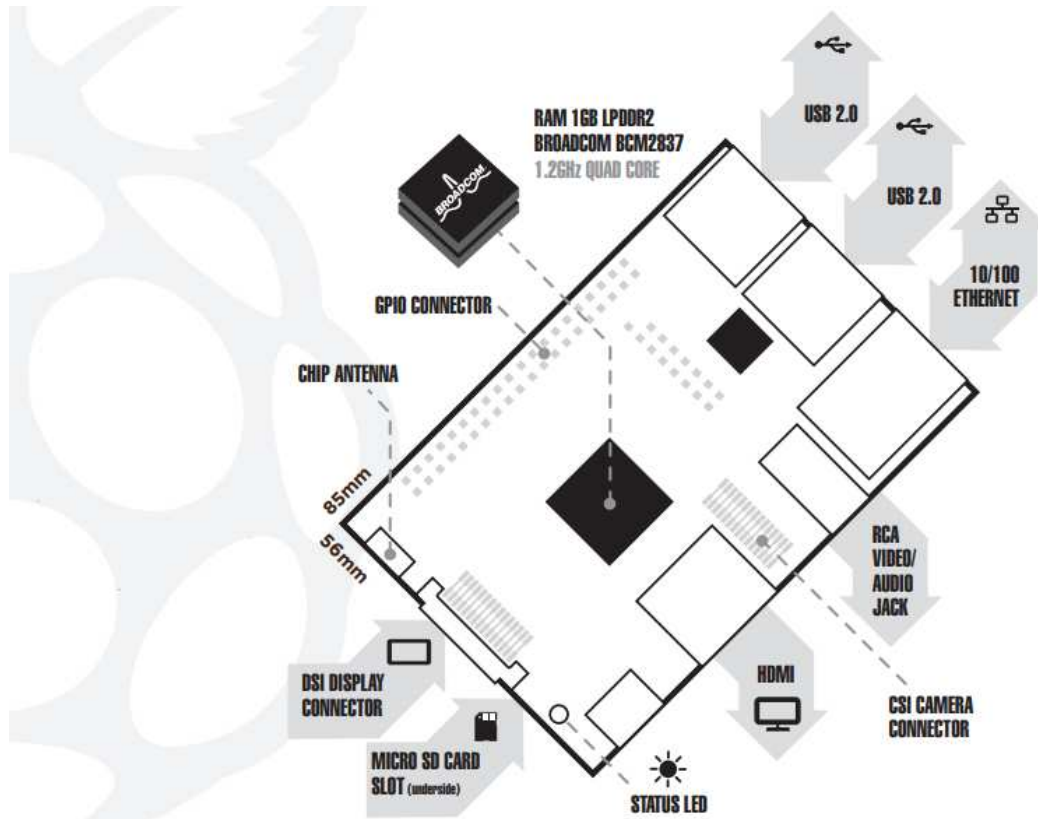 USB 2.0
RAM 1GB LPDDR2
BROADCOM BCM2837
1.2GHz QUAD CORE
BROADCOM.
USB 2.0
10/100
ETHERNET
GPIO CONNECTOR
CHIP ANTENNA
85mm
56mm
RCA
VIDEO/
AUDIO
JACK
DSI DISPLAY
CONNECTOR
HDMI
CSI CAMERA
CONNECTOR
MICRO SD CARD
SLOT (underside)
STATUS LED